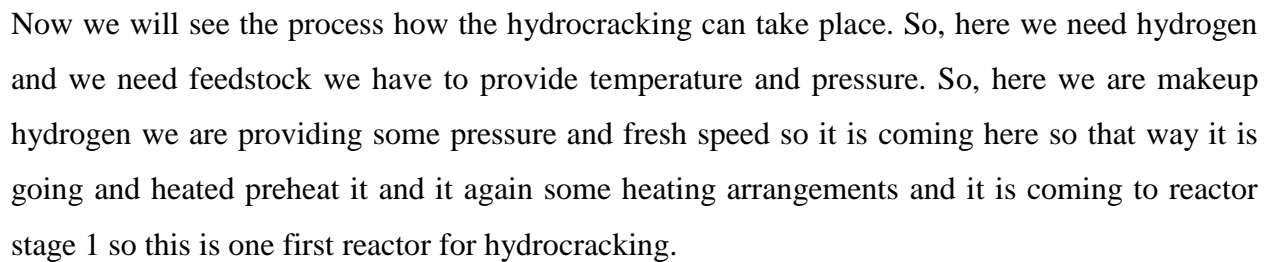 Now we will see the process how the hydrocracking can take place. So, here we need hydrogen
and we need feedstock we have to provide temperature and pressure. So, here we are makeup
hydrogen we are providing some pressure and fresh speed so it is coming here so that way it is
going and heated preheat it and it again some heating arrangements and it is coming to reactor
stage 1 so this is one first reactor for hydrocracking.